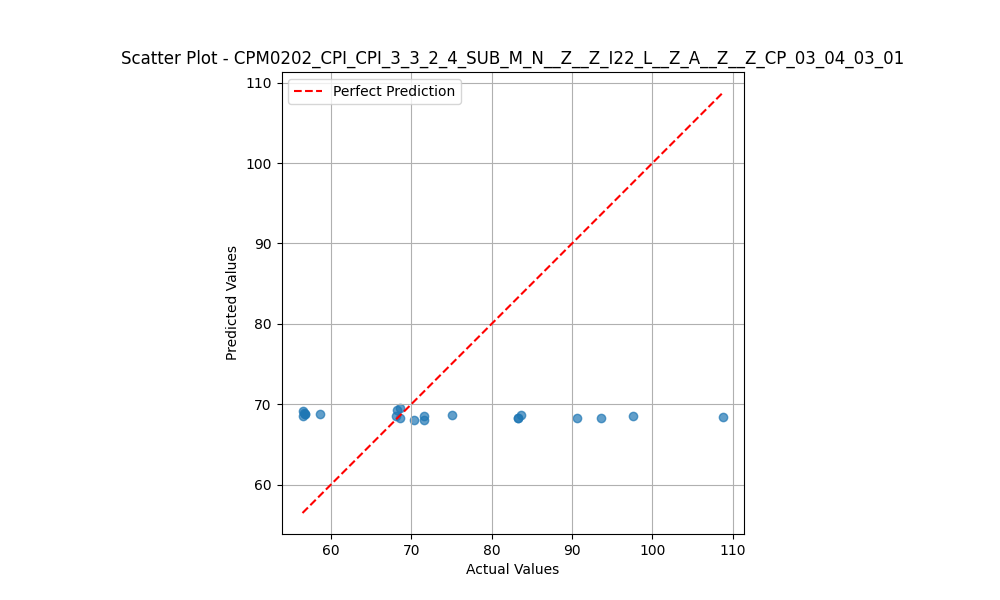 Scatter Plot - CPM0202_CPI_CPI_3_3_2_4_SUB_M_N__Z__Z_I22_L__Z_A__Z__Z_CP_03_04_03_01
Perfect Prediction
110
100
90
80
70
60
Predicted Values
60 70 80 90 100 110
Actual Values